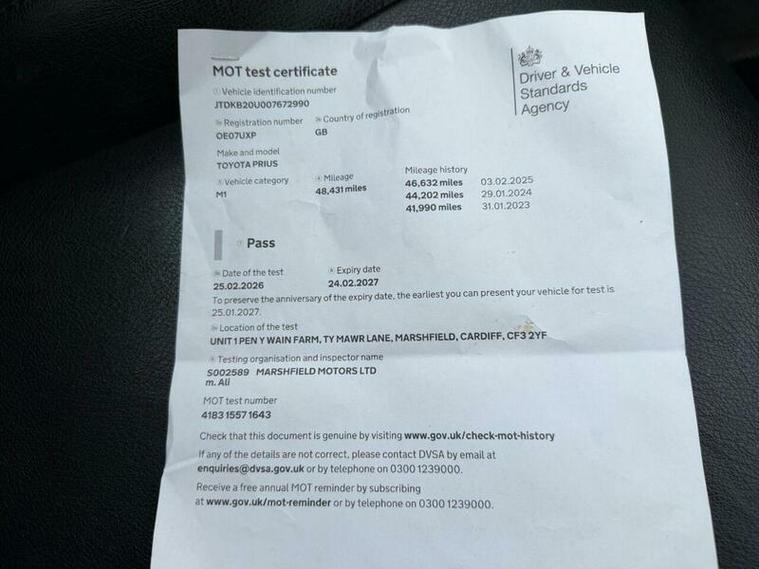 MOT test certificate
Driver & Vehicle
Standards
Agency
Vehicle identification number
JTDKB20U007672990
Registration number Country of registration
OE07UXP GB
Make and model
TOYOTA PRIUS
Vehicle category Mileage Mileage history
M1 48,431 miles 46,632 miles 03.02.2025
44,202 miles 29.01.2024
41,990 miles 31.01.2023
Pass
Date of the test Expiry date
25.02.2026 24.02.2027
To preserve the anniversary of the expiry date, the earliest you can present your vehicle for test is
25.01.2027.
Location of the test
UNIT 1 PEN Y WAIN FARM, TY MAWR LANE, MARSHFIELD, CARDIFF, CF3 2YF
Testing organisation and inspector name
S002589 MARSHFIELD MOTORS LTD
m. Ali
MOT test number
4183 1557 1643
Check that this document is genuine by visiting www.gov.uk/check-mot-history
If any of the details are not correct, please contact DVSA by email at
enquiries@dvsa.gov.uk or by telephone on 0300 1239000.
Receive a free annual MOT reminder by subscribing
at www.gov.uk/mot-reminder or by telephone on 0300 1239000.